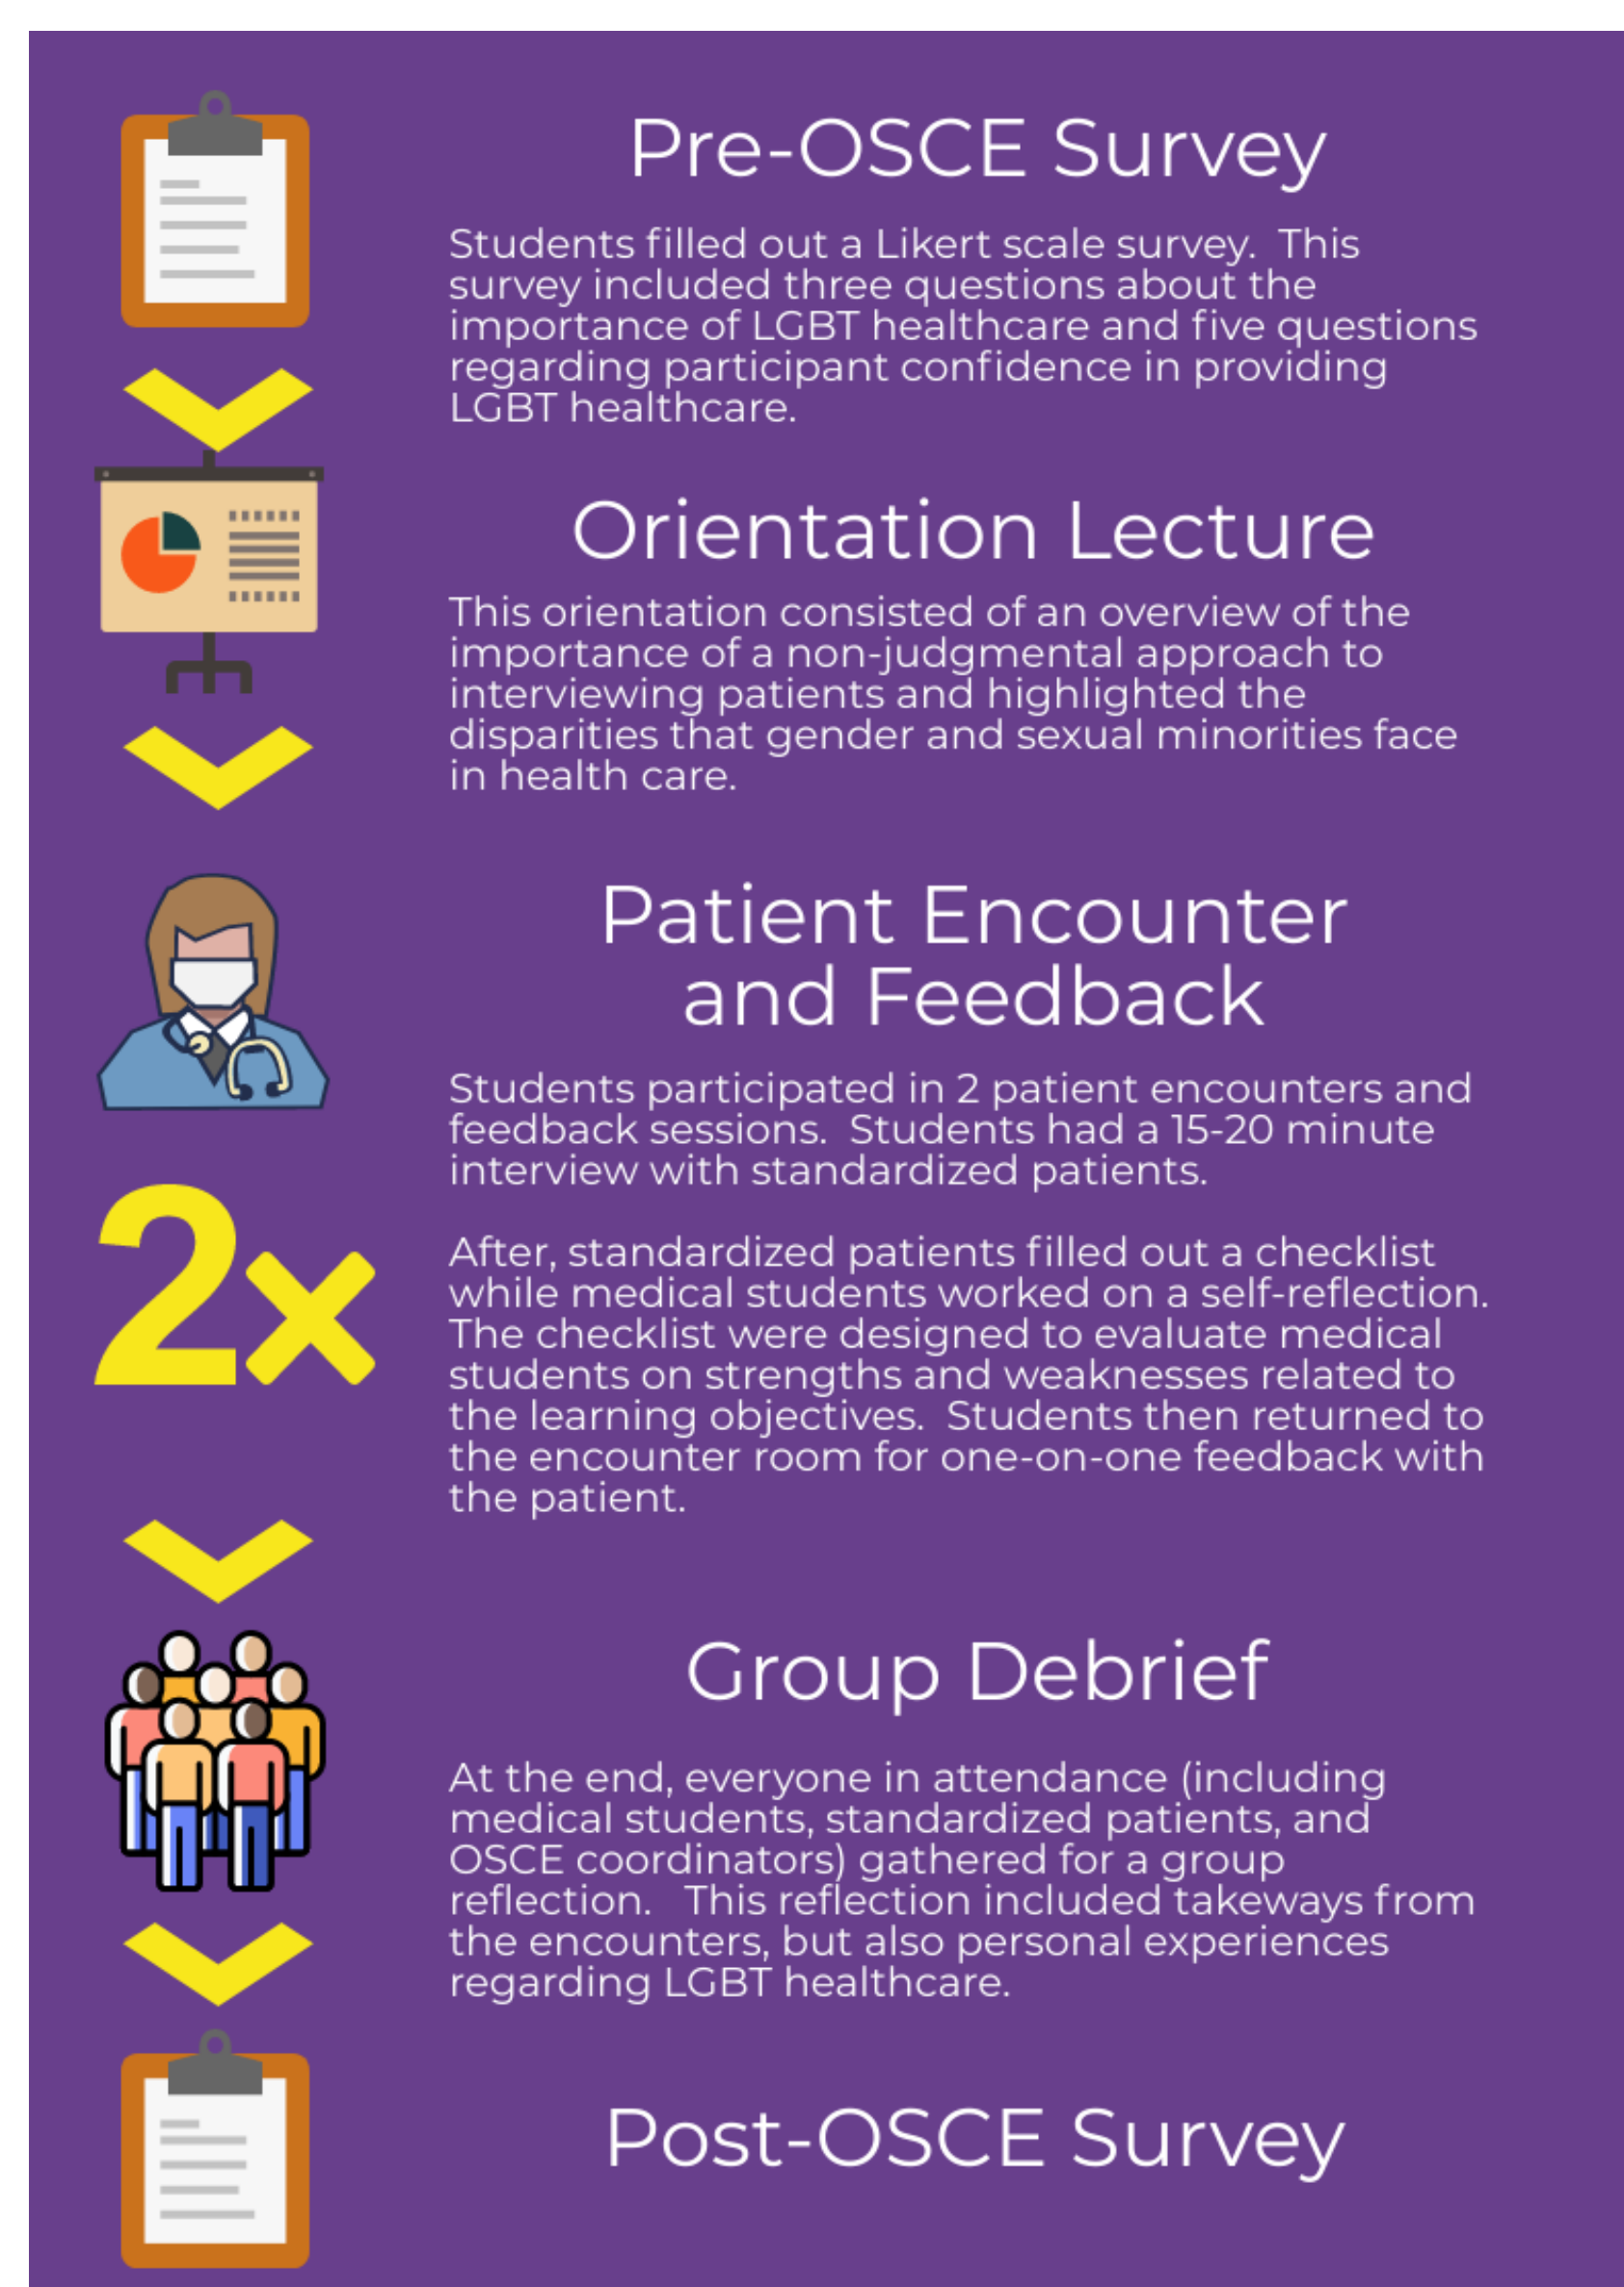 Pre-OSCE Survey
Students filled out a Likert scale survey.  This
survey included three questions about the
importance of LGBT healthcare and five questions
regarding participant confidence in providing
LGBT healthcare.
Orientation Lecture
This orientation consisted of an overview of the
importance of a non-judgmental approach to
interviewing patients and highlighted the
disparities that gender and sexual minorities face
in health care.
Patient Encounter
and Feedback
Students participated in 2 patient encounters and
feedback sessions.  Students had a 15-20 minute
interview with standardized patients.
2x
After, standardized patients filled out a checklist
while medical students worked on a self-reflection.
The checklist were designed to evaluate medical
students on strengths and weaknesses related to
the learning objectives.  Students then returned to
the encounter room for one-on-one feedback with
the patient.
Group Debrief
At the end, everyone in attendance (including
medical students, standardized patients, and
OSCE coordinators) gathered for a group
reflection.   This reflection included takeways from
the encounters, but also personal experiences
regarding LGBT healthcare.
Post-OSCE Survey